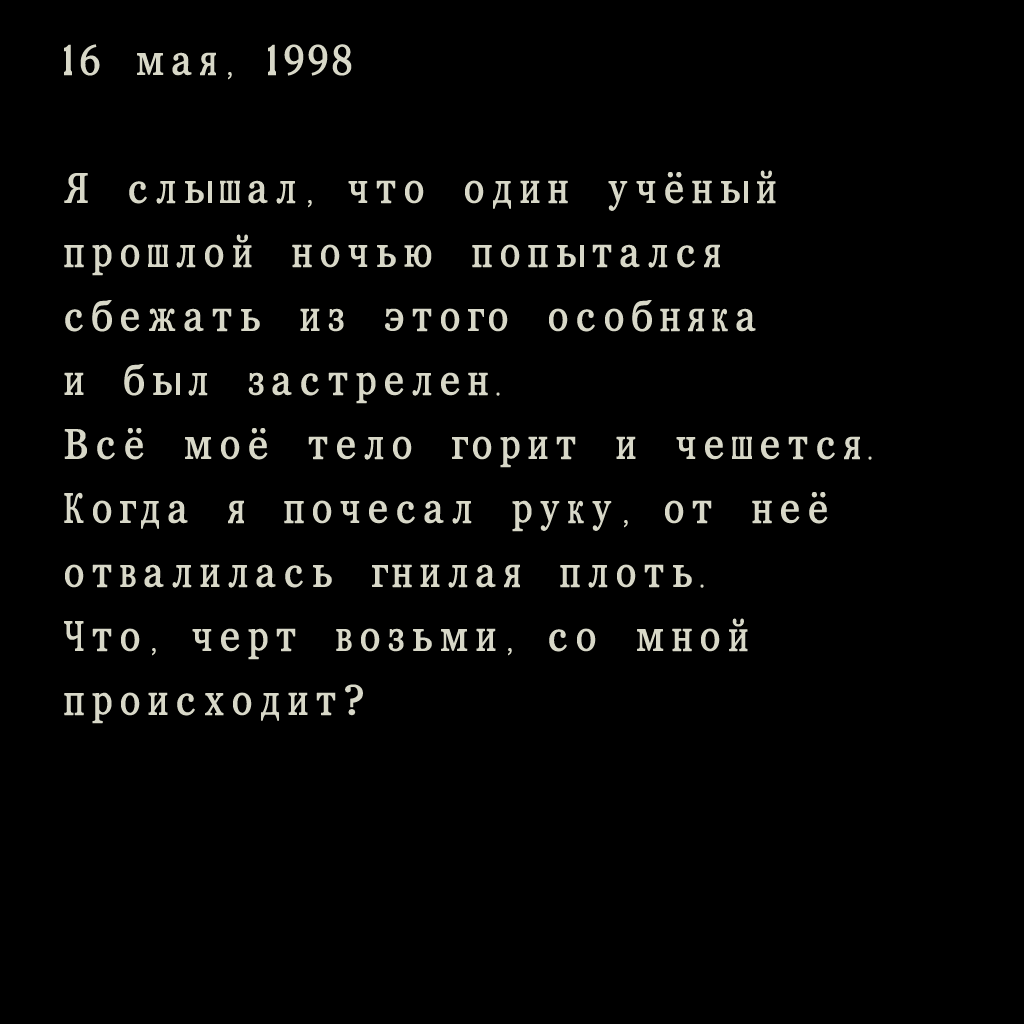 16 мая, 1998
Я слышал, что один учёный
прошлой ночью попытался
сбежать из этого особняка
и был застрелен.
Всё моё тело горит и чешется.
Когда я почесал руку, от неё
отвалилась гнилая плоть.
Что, черт возьми, со мной
происходит?